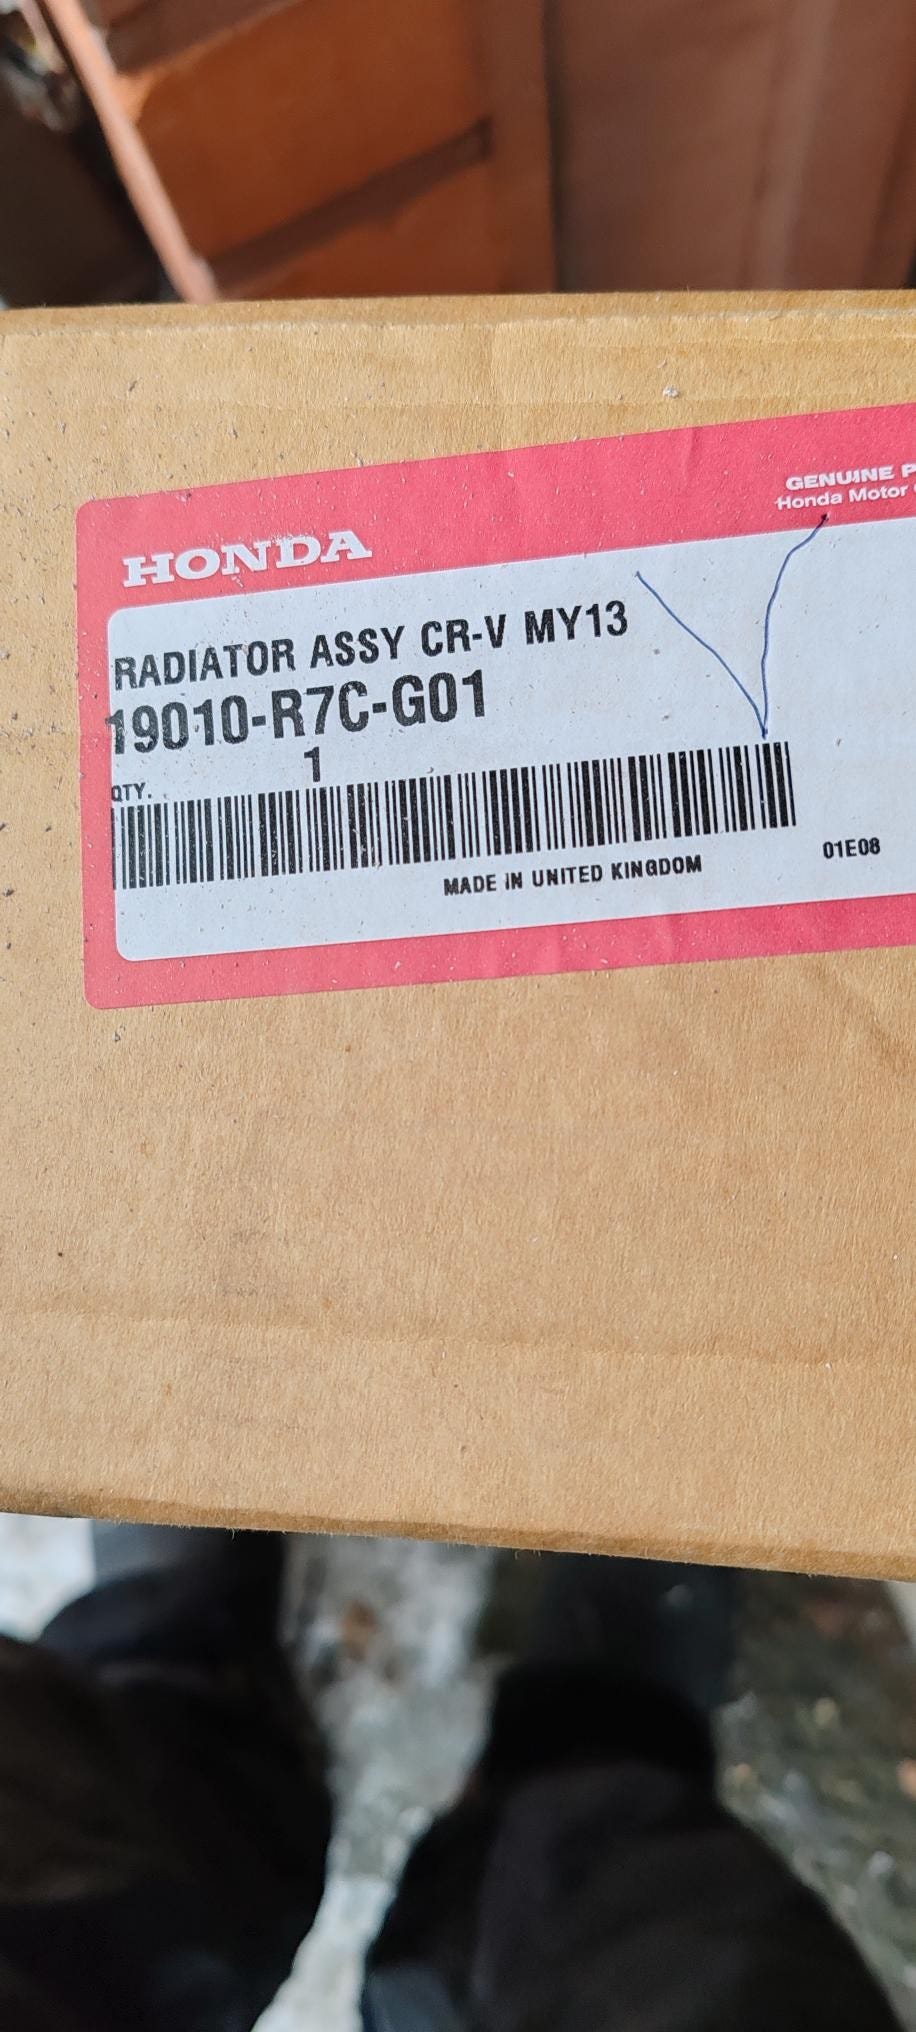 GENUINE P
Honda Motor
HONDA
RADIATOR ASSY CR-V MY13
19010-R7C-G01
QTY. 1
MADE IN UNITED KINGDOM 01E08